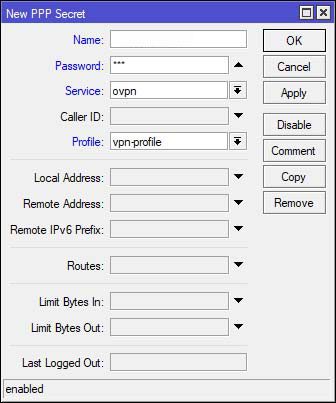 New PPP Secret
Name:
OK
Password: ***
Cancel
Service: ovpn
Apply
Caller ID:
Disable
Profile: vpn-profile
Comment
Local Address:
Copy
Remote Address:
Remove
Remote IPv6 Prefix:
Routes:
Limit Bytes In:
Limit Bytes Out:
Last Logged Out:
enabled